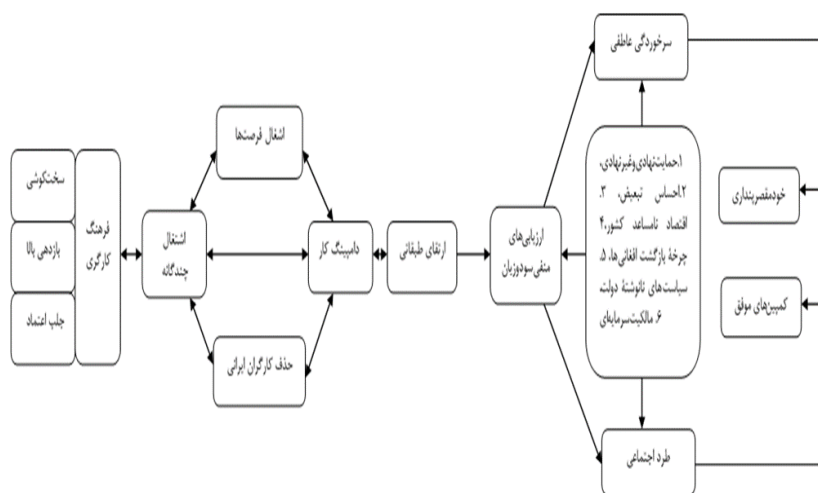 سرخوردگی عاطفی
اشغال فرصت‌ها
۱.حمایت‌نهادی‌وغیرنهادی،
۲.احساس تبعیض، ۳.
اقتصاد نامساعد کشور،۴.
چرخهٔ بازگشت افغانی‌ها، ۵.
سیاست‌های نانوشتهٔ دولت،
۶. مالکیت‌سرمایه‌ای
خودمقصرپنداری
کمپین‌های موفق
سخت‌کوشی
بازدهی بالا
جلب اعتماد
فرهنگ
کارگری
اشتغال
چندگانه
دامپینگ کار
ارتقای طبقاتی
ارزیابی‌های
منفی‌سودوزیان
حذف کارگران ایرانی
طرد اجتماعی